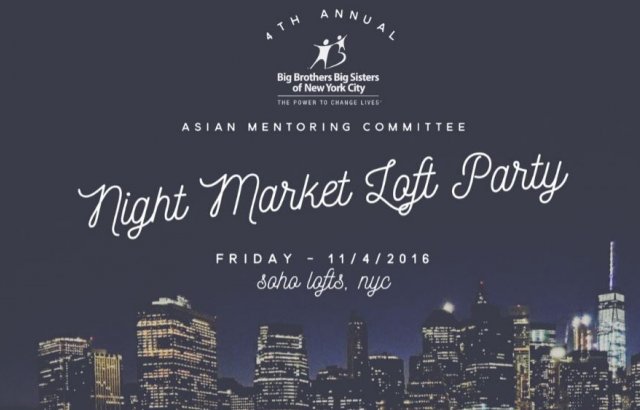 4TH ANNUAL
Big Brothers Big Sisters
of New York City
THE POWER TO CHANGE LIVES®
ASIAN MENTORING COMMITTEE
Night Market Loft Party
FRIDAY - 11/4/2016
soho lofts, nyc